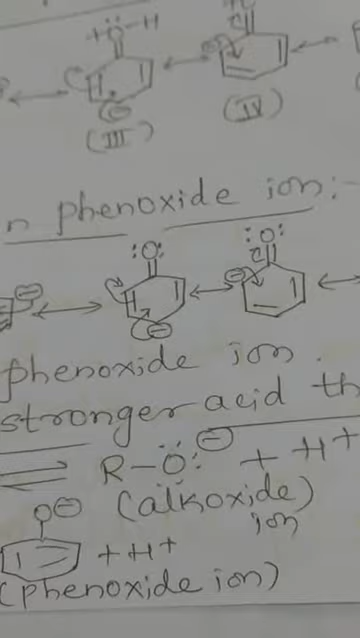 +Ö-H
(III)
(IV)
n phenoxide ion:-
:O:
:O:
phenoxide ion.
stronger acid th
R-Ö:⊖ + H+
(alkoxide)
ion
O⊖
+H+
(phenoxide ion)